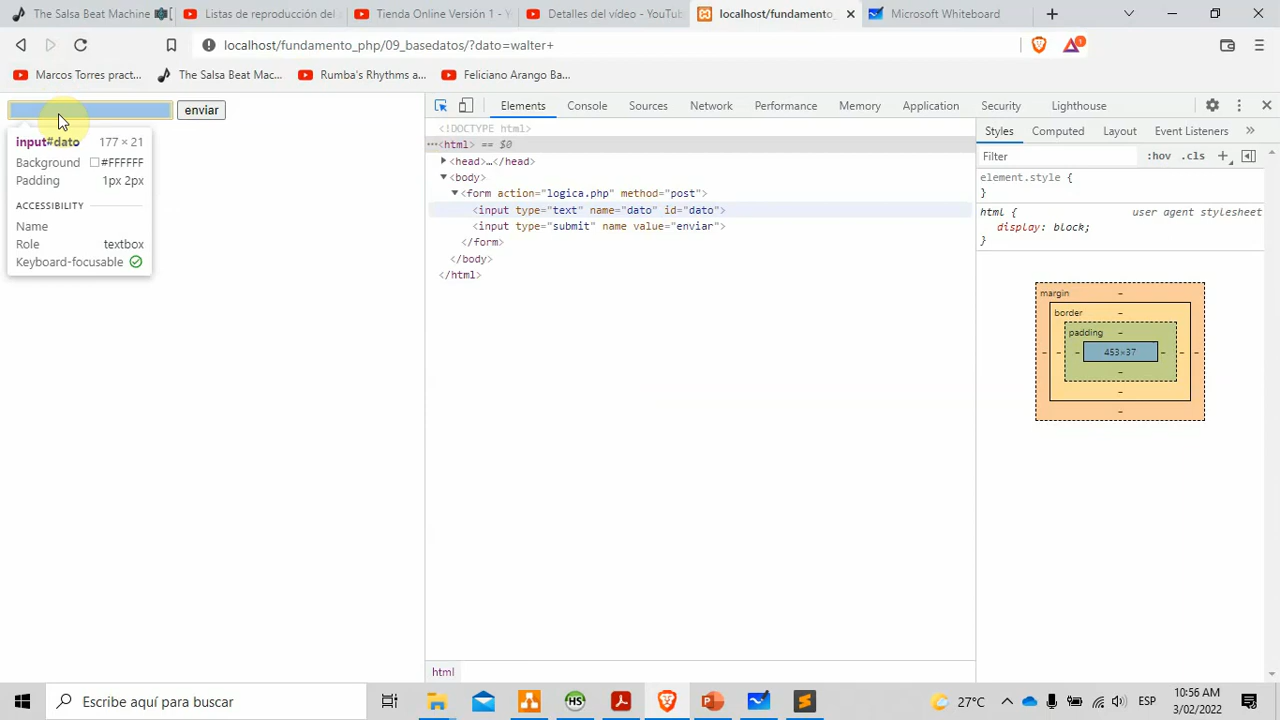 The Salsa Beat Machine
Listas de reproducción del
Tienda Online Versión 1 - Y
Detalles del vídeo - YouTu
localhost/fundamento_
Microsoft Whiteboard
localhost/fundamento_php/09_basedatos/?dato=walter+
1
Marcos Torres pract...
The Salsa Beat Mac...
Rumba's Rhythms a...
Feliciano Arango Ba...
enviar
input#dato 177 × 21
Background #FFFFFF
Padding 1px 2px
ACCESSIBILITY
Name
Role textbox
Keyboard-focusable
Elements Console Sources Network Performance Memory Application Security Lighthouse
<!DOCTYPE html>
<html> == $0
<head>…</head>
<body>
<form action="logica.php" method="post">
<input type="text" name="dato" id="dato">
<input type="submit" name value="enviar">
</form>
</body>
</html>
html
Styles Computed Layout Event Listeners
Filter :hov .cls
element.style {
}
html { user agent stylesheet
display: block;
}
margin –
border –
padding –
– – – 453×37 – – –
–
–
–
Escribe aquí para buscar
HS
27°C
ESP
10:56 AM
3/02/2022